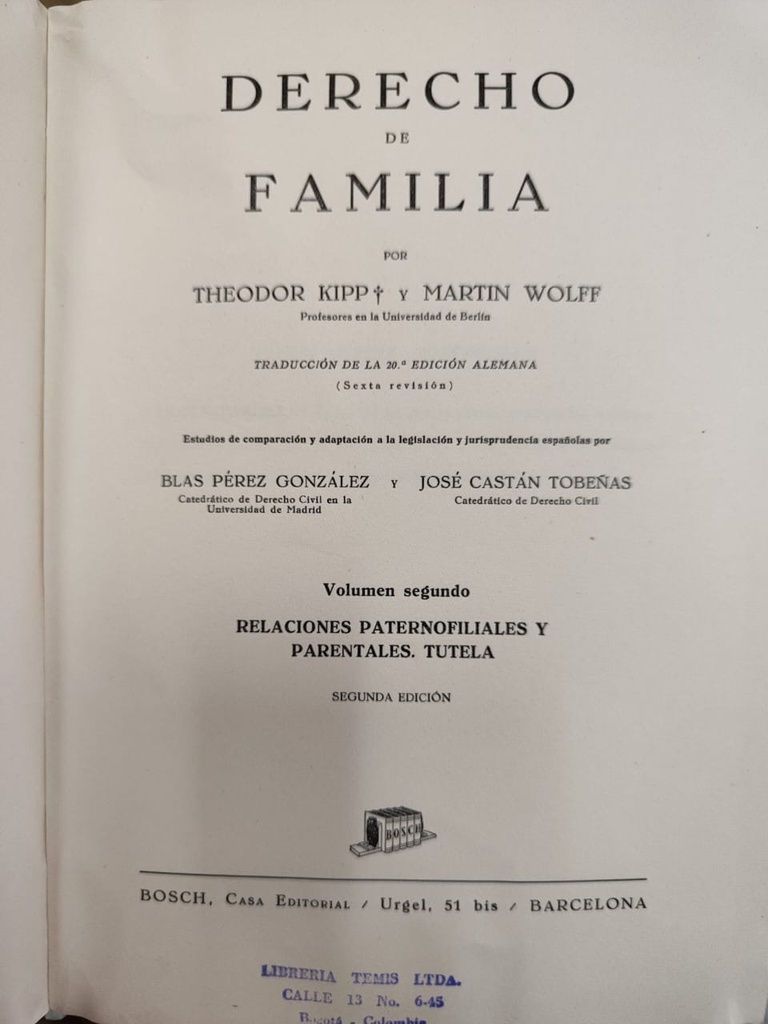 DERECHO
DE
FAMILIA
POR
THEODOR KIPP† Y MARTIN WOLFF
Profesores en la Universidad de Berlín
TRADUCCIÓN DE LA 20.ª EDICIÓN ALEMANA
(Sexta revisión)
Estudios de comparación y adaptación a la legislación y jurisprudencia españolas por
BLAS PÉREZ GONZÁLEZ Y JOSÉ CASTÁN TOBEÑAS
Catedrático de Derecho Civil en la Universidad de Madrid
Catedrático de Derecho Civil
Volumen segundo
RELACIONES PATERNOFILIALES Y
PARENTALES. TUTELA
SEGUNDA EDICIÓN
BOSCH
BOSCH, CASA EDITORIAL / Urgel, 51 bis / BARCELONA
LIBRERIA TEMIS LTDA.
CALLE 13 No. 6-45
Bogotá - Colombia